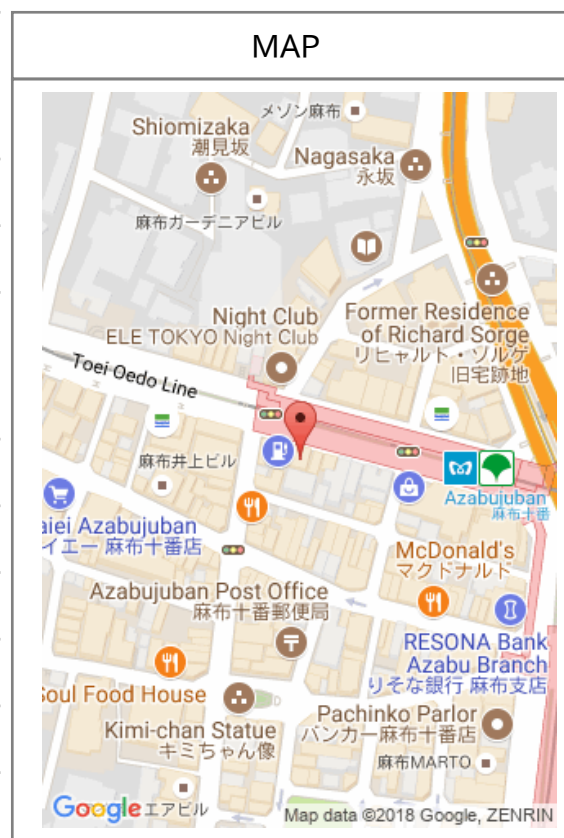 MAP
メゾン麻布
Shiomizaka
潮見坂
Nagasaka
永坂
麻布ガーデニアビル
Night Club
ELE TOKYO Night Club
Former Residence
of Richard Sorge
リヒャルト・ゾルゲ
旧宅跡地
Toei Oedo Line
麻布井上ビル
Azabujuban
麻布十番
aiei Azabujuban
イエー 麻布十番店
McDonald's
マクドナルド
Azabujuban Post Office
麻布十番郵便局
RESONA Bank
Azabu Branch
りそな銀行 麻布支店
Soul Food House
Kimi-chan Statue
キミちゃん像
Pachinko Parlor
バンカー麻布十番店
麻布MARTO
Google
エアビル
Map data ©2018 Google, ZENRIN